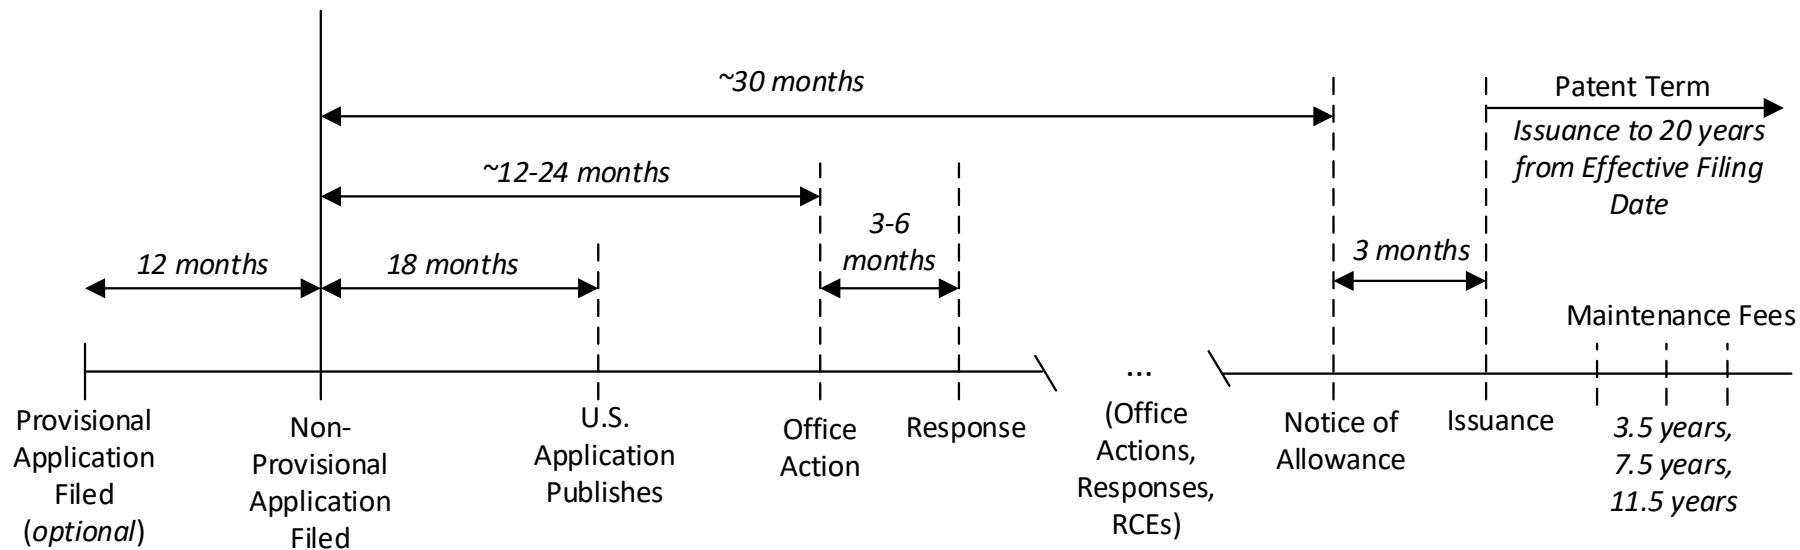 ~30 months
Patent Term
Issuance to 20 years
from Effective Filing
Date
~12-24 months
3-6
months
12 months
18 months
3 months
Maintenance Fees
Provisional
Application
Filed
(optional)
Non-
Provisional
Application
Filed
U.S.
Application
Publishes
Office
Action
Response
...
(Office
Actions,
Responses,
RCEs)
Notice of
Allowance
Issuance
3.5 years,
7.5 years,
11.5 years